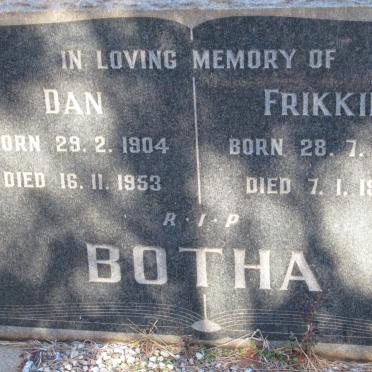 IN LOVING MEMORY OF
DAN
BORN 29. 2. 1904
DIED 16. 11. 1953
FRIKKI
BORN 28. 7.
DIED 7. 1. 19
R·I·P
BOTHA